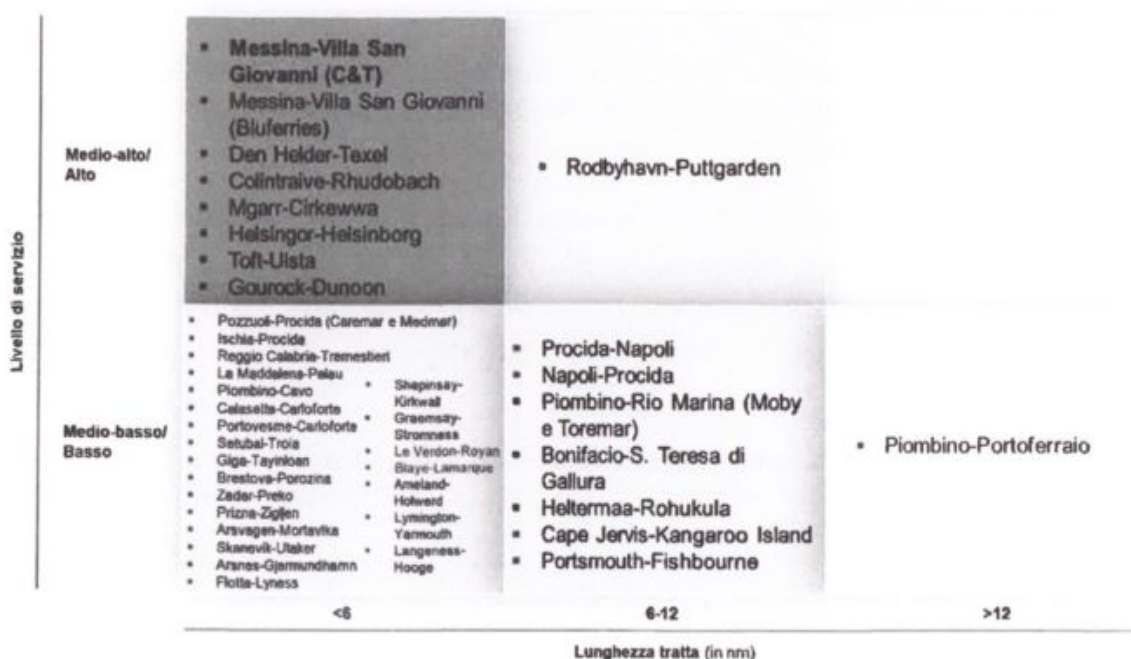 Livello di servizio
Medio-alto/
Alto
▪ Messina-Villa San
Giovanni (C&T)
▪ Messina-Villa San Giovanni
(Bluferries)
▪ Den Helder-Texel
▪ Colintraive-Rhudobach
▪ Mgarr-Cirkewwa
▪ Helsingor-Helsinborg
▪ Toft-Ulsta
▪ Gourock-Dunoon
▪ Rodbyhavn-Puttgarden
Medio-basso/
Basso
▪ Pozzuoli-Procida (Caremar e Medmar)
▪ Ischia-Procida
▪ Reggio Calabria-Tremestieri
▪ La Maddalena-Palau
▪ Piombino-Cavo
▪ Calasetta-Carloforte
▪ Portovesme-Carloforte
▪ Setubal-Troia
▪ Giga-Tayinloan
▪ Brestova-Porozina
▪ Zadar-Preko
▪ Prizna-Zigljen
▪ Arsvagen-Mortavika
▪ Skanevik-Utaker
▪ Arsnes-Gjermundhamn
▪ Flotta-Lyness
▪ Shapinsay-
Kirkwall
▪ Graemsay-
Stromness
▪ Le Verdon-Royan
▪ Blaye-Lamarque
▪ Ameland-
Holwerd
▪ Lymington-
Yarmouth
▪ Langeness-
Hooge
▪ Procida-Napoli
▪ Napoli-Procida
▪ Piombino-Rio Marina (Moby
e Toremar)
▪ Bonifacio-S. Teresa di
Gallura
▪ Heltermaa-Rohukula
▪ Cape Jervis-Kangaroo Island
▪ Portsmouth-Fishbourne
▪ Piombino-Portoferraio
<6
6-12
>12
Lunghezza tratta (in nm)